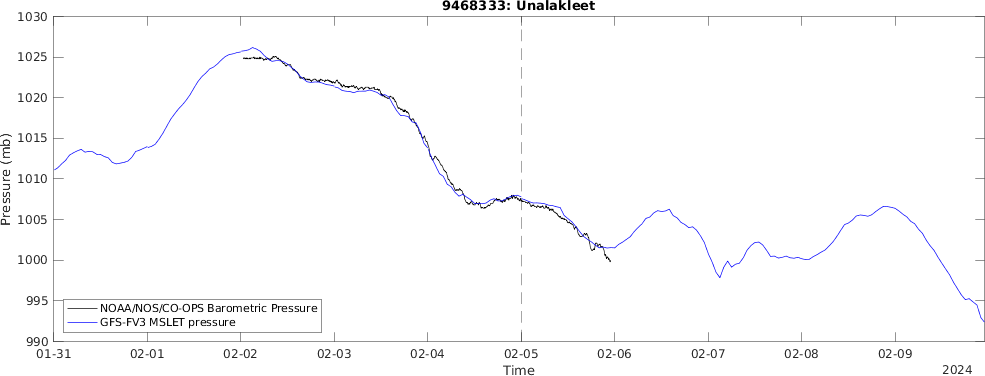 9468333: Unalakleet
Pressure (mb)
1030
1025
1020
1015
1010
1005
1000
995
990
NOAA/NOS/CO-OPS Barometric Pressure
GFS-FV3 MSLET pressure
01-31 02-01 02-02 02-03 02-04 02-05 02-06 02-07 02-08 02-09
Time
2024